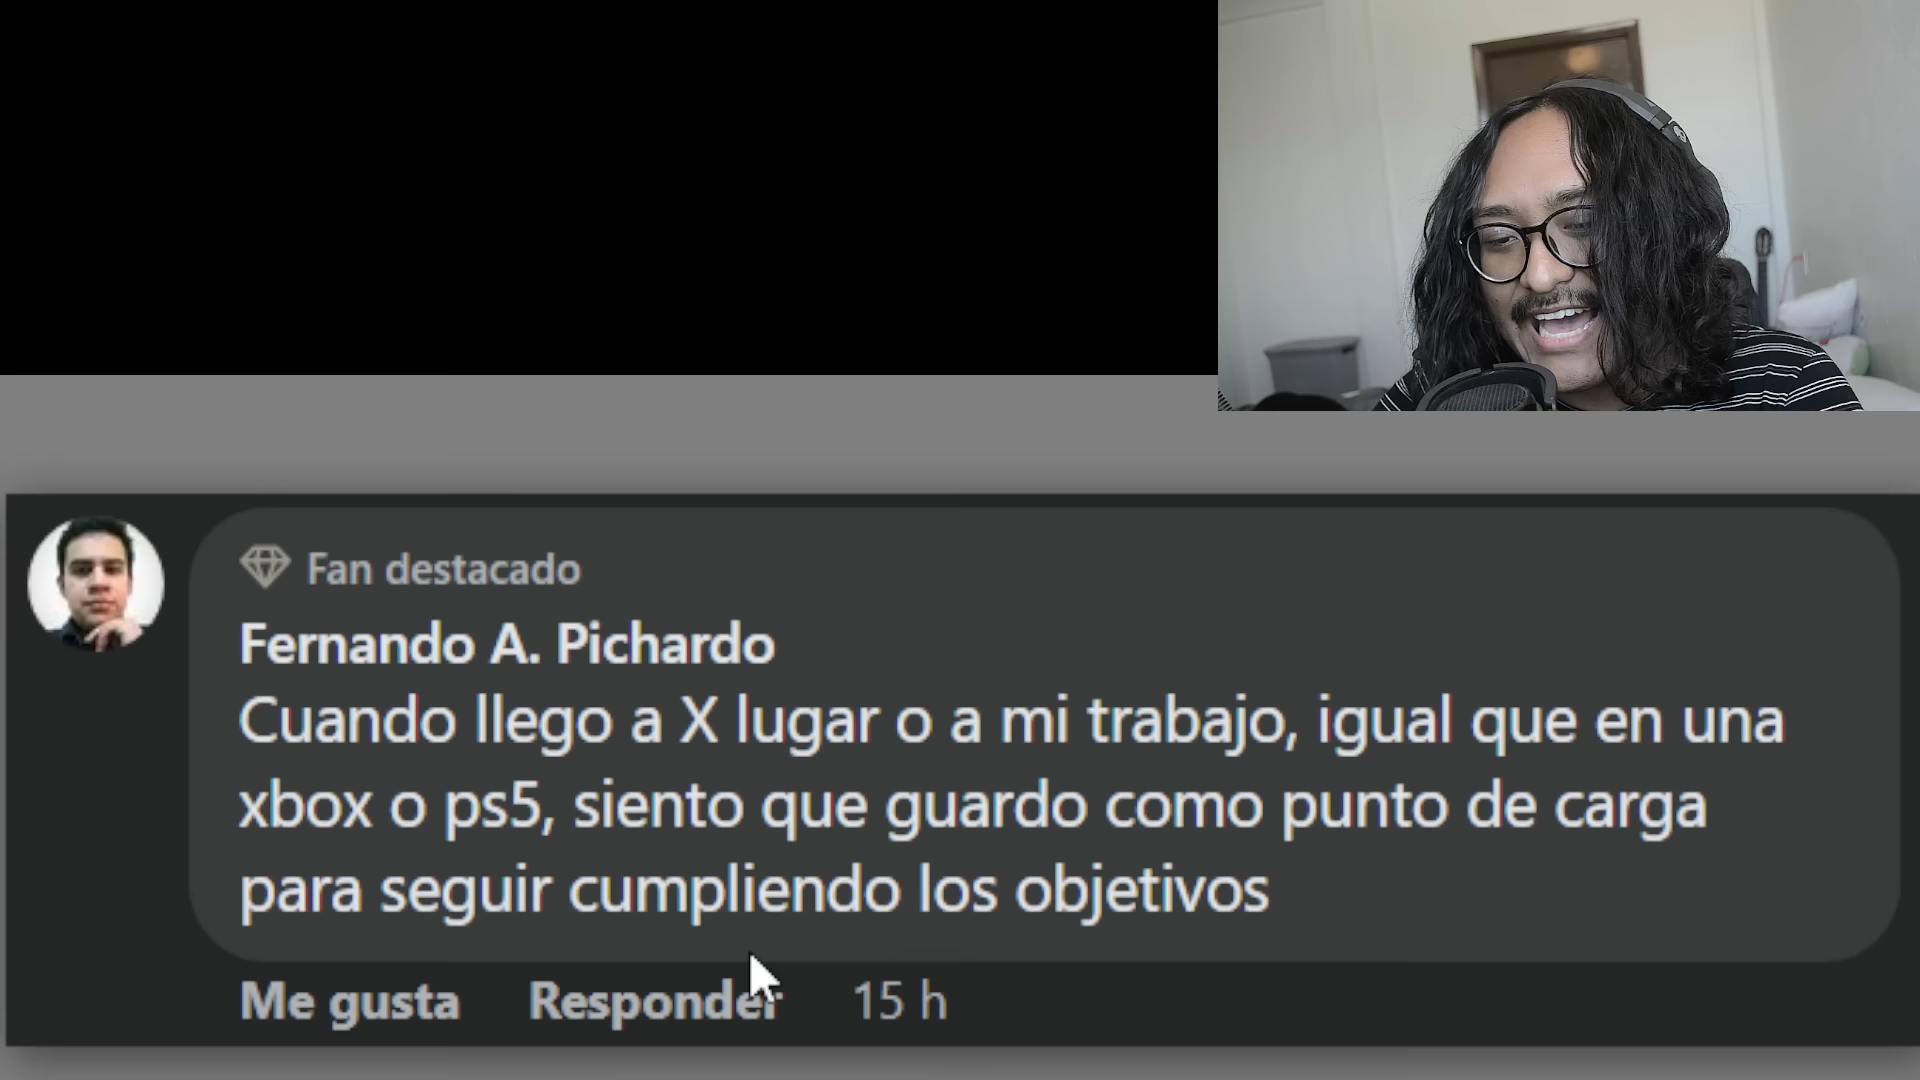 Fan destacado
Fernando A. Pichardo
Cuando llego a X lugar o a mi trabajo, igual que en una
xbox o ps5, siento que guardo como punto de carga
para seguir cumpliendo los objetivos
Me gusta Responder 15 h